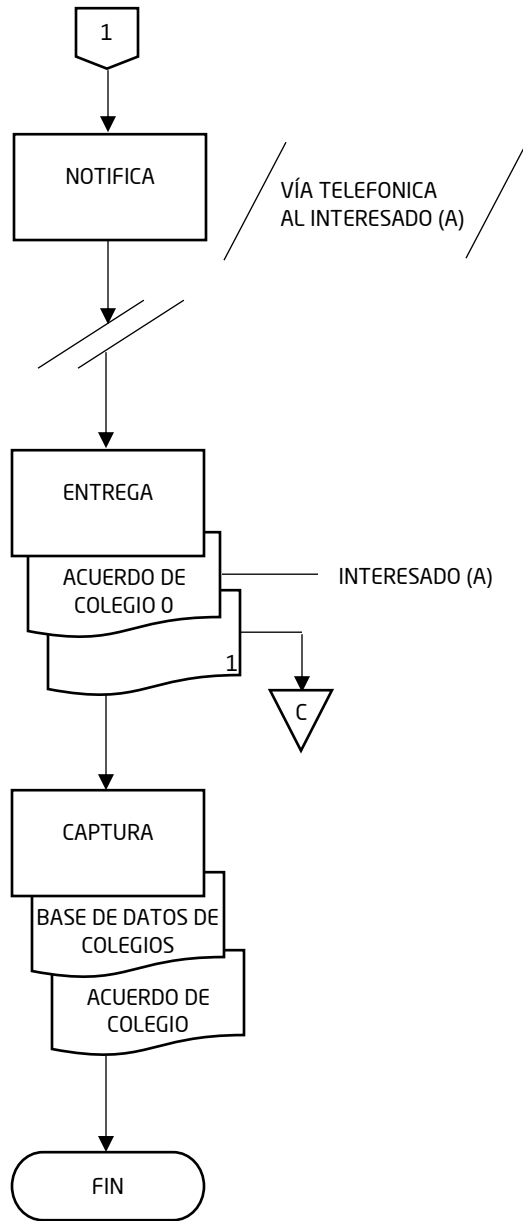 1
NOTIFICA
VÍA TELEFONICA
AL INTERESADO (A)
ENTREGA
ACUERDO DE
COLEGIO 0
INTERESADO (A)
1
C
CAPTURA
BASE DE DATOS DE
COLEGIOS
ACUERDO DE
COLEGIO
FIN